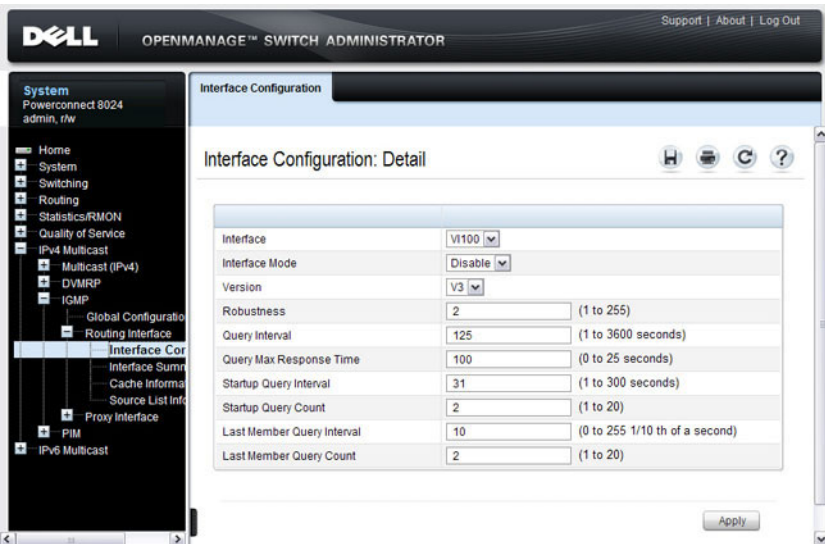 Support | About | Log Out
DELL
OPENMANAGE™ SWITCH ADMINISTRATOR
System
Powerconnect 8024
admin, r/w
Home
System
Switching
Routing
Statistics/RMON
Quality of Service
IPv4 Multicast
Multicast (IPv4)
DVMRP
IGMP
Global Configuratio
Routing Interface
Interface Cor
Interface Summ
Cache Informa
Source List Info
Proxy Interface
PIM
IPv6 Multicast
Interface Configuration
Interface Configuration: Detail
Interface Vl100
Interface Mode Disable
Version V3
Robustness 2 (1 to 255)
Query Interval 125 (1 to 3600 seconds)
Query Max Response Time 100 (0 to 25 seconds)
Startup Query Interval 31 (1 to 300 seconds)
Startup Query Count 2 (1 to 20)
Last Member Query Interval 10 (0 to 255 1/10 th of a second)
Last Member Query Count 2 (1 to 20)
Apply